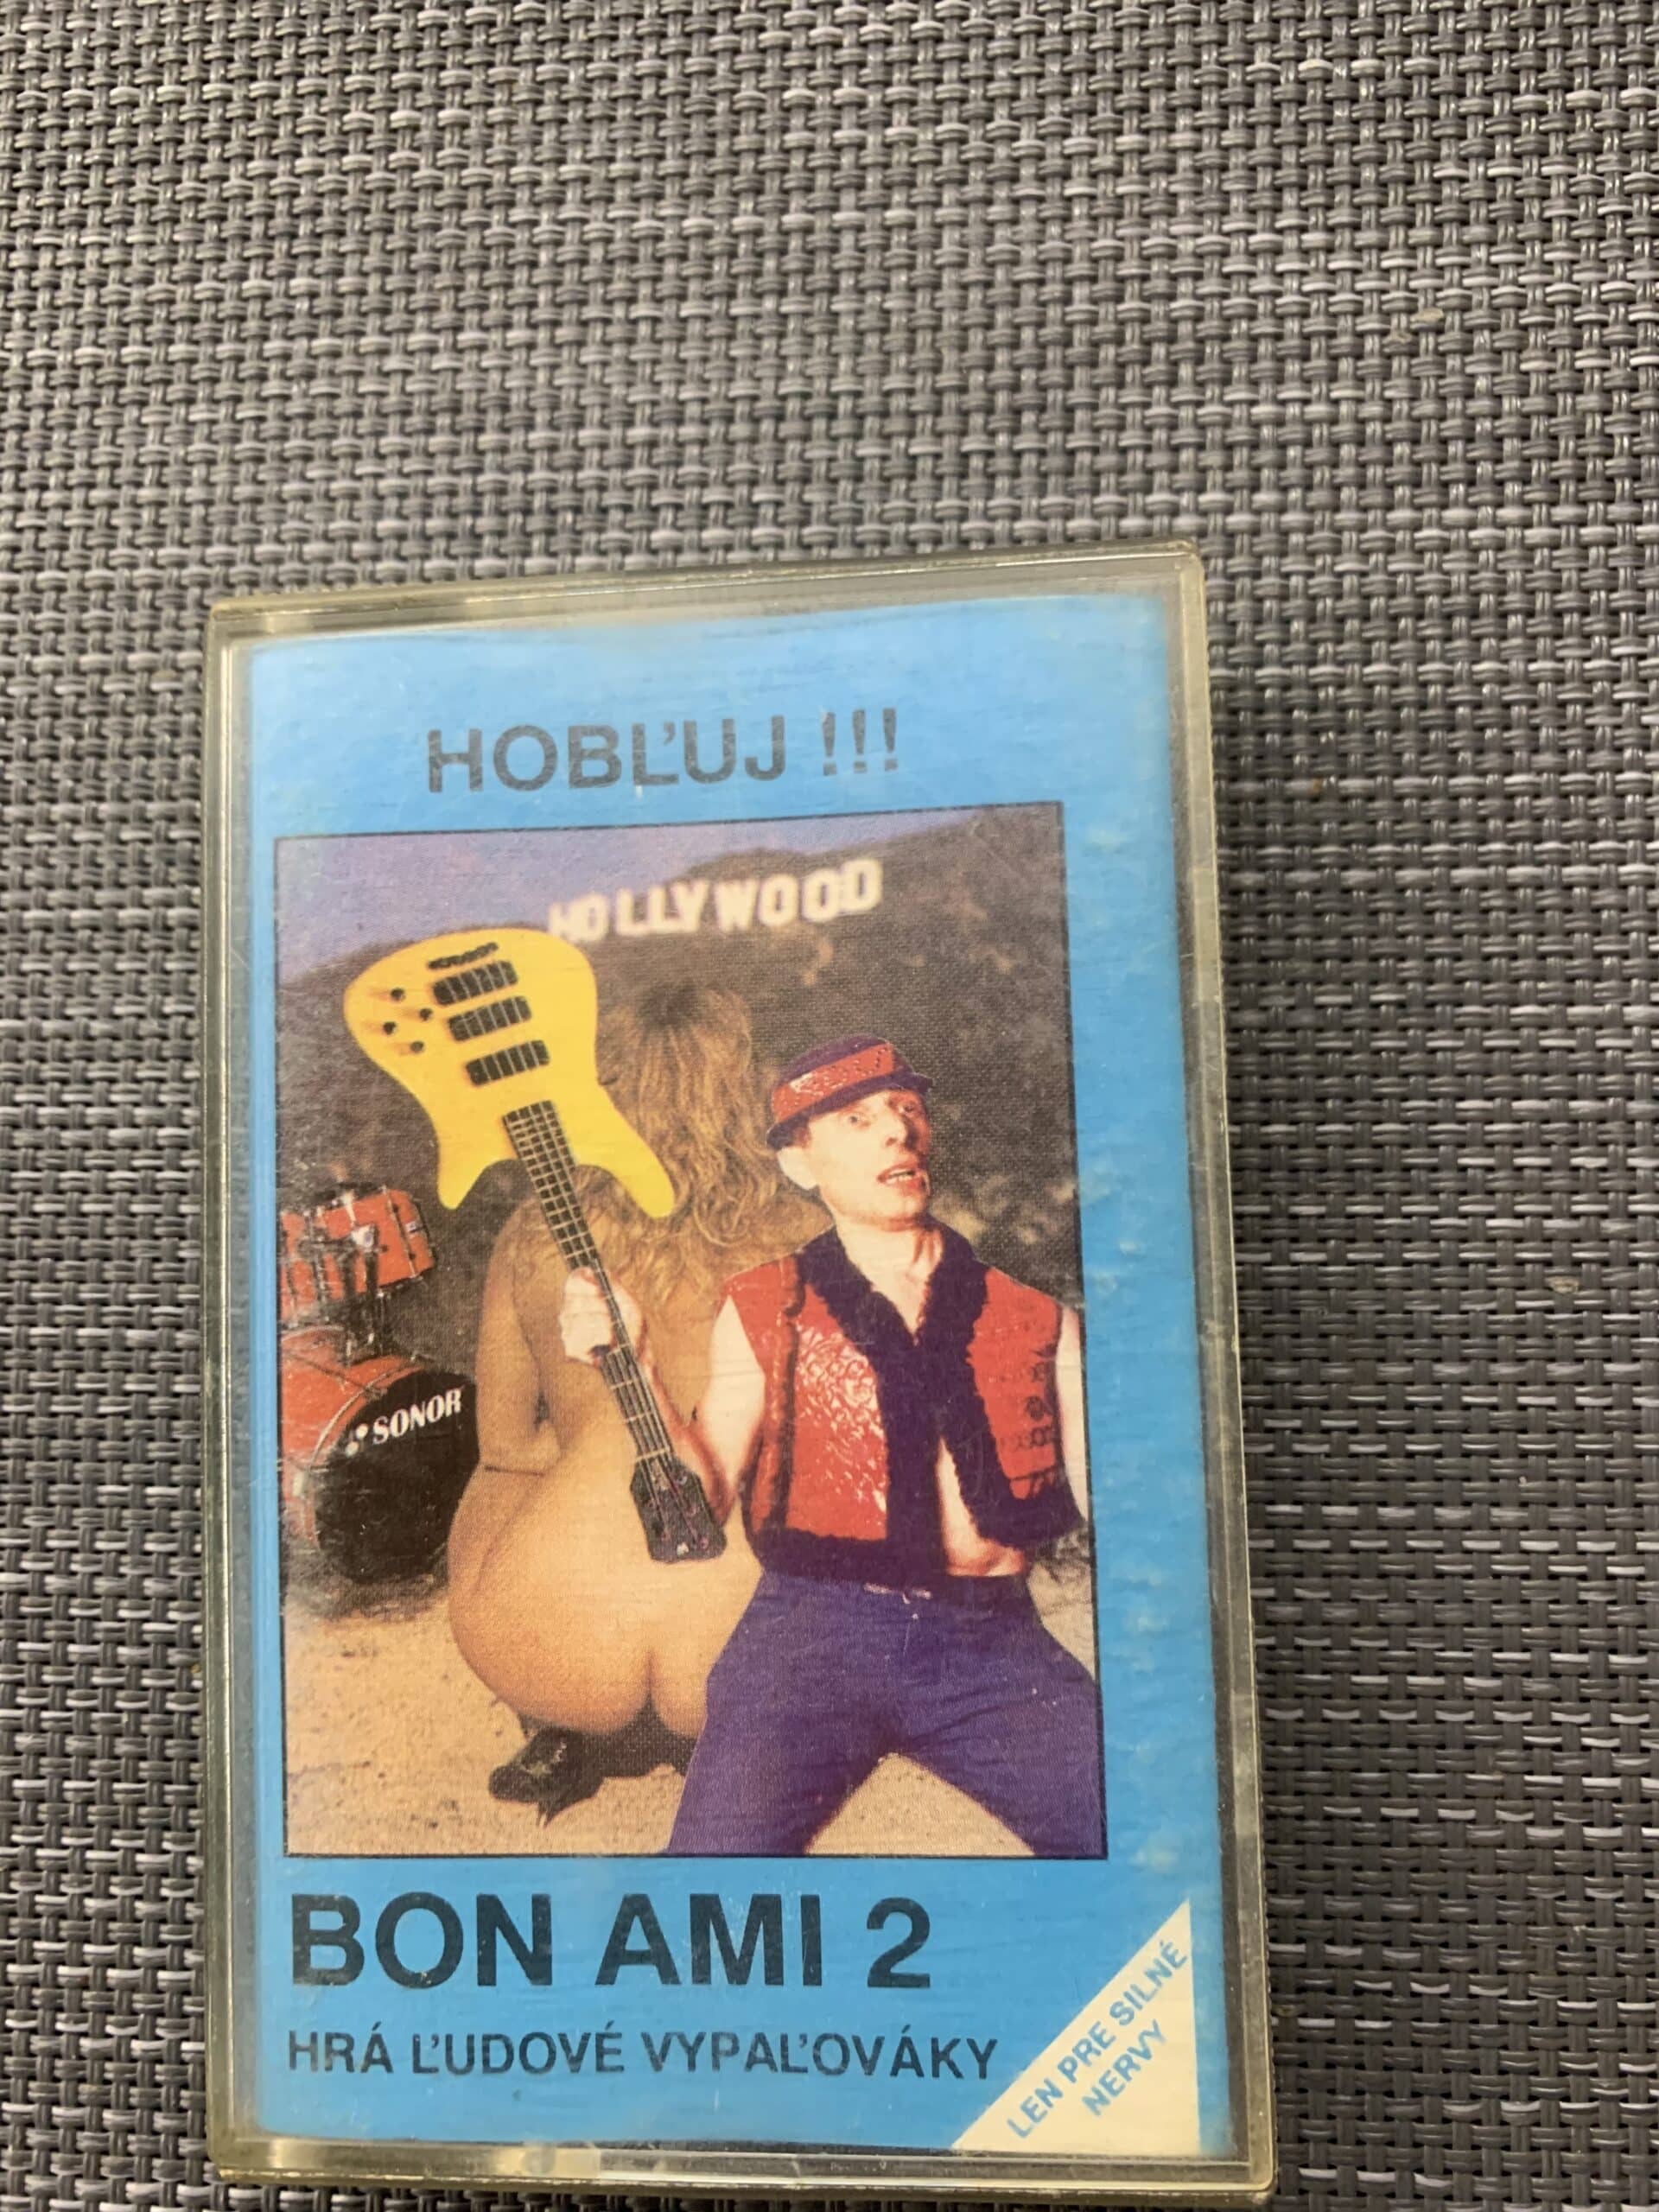 HOBĽUJ !!!
HOLLYWOOD
SONOR
BON AMI 2
HRÁ ĽUDOVÉ VYPAĽOVÁKY
LEN PRE SILNÉ
NERVY